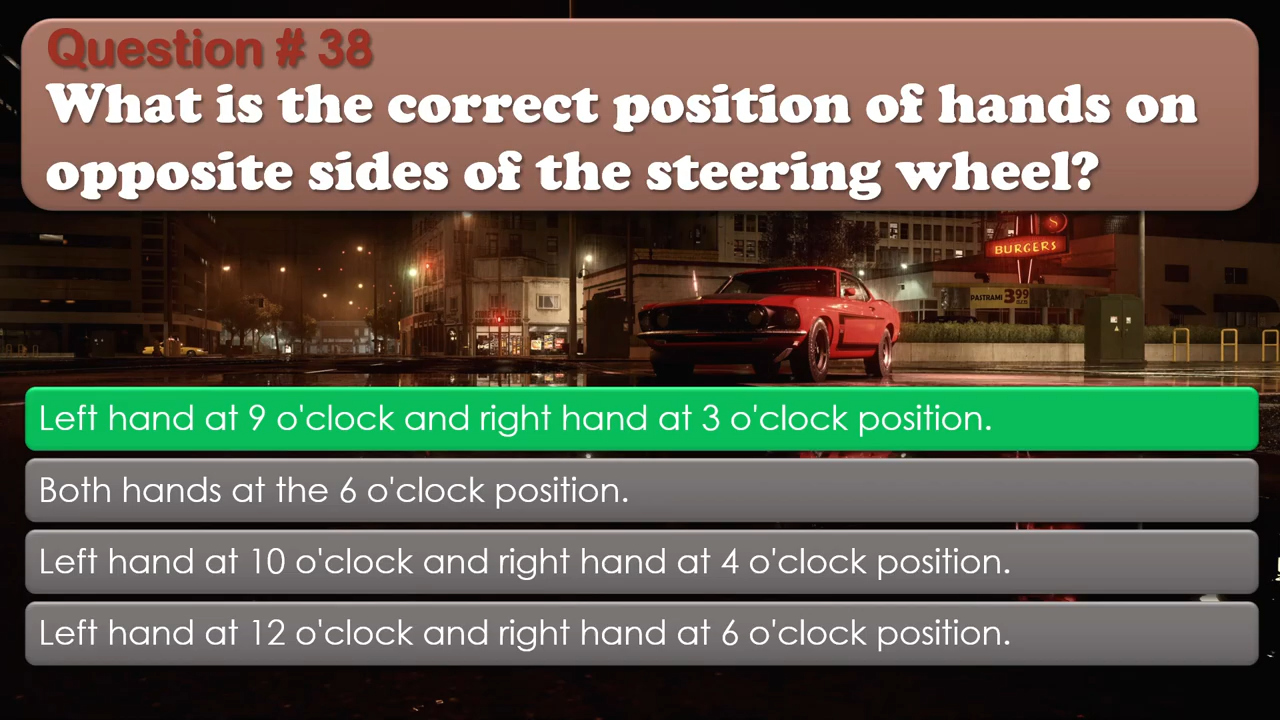 Question # 38
What is the correct position of hands on
opposite sides of the steering wheel?
S
BURGERS
PASTRAMI 3 99
Left hand at 9 o'clock and right hand at 3 o'clock position.
Both hands at the 6 o'clock position.
Left hand at 10 o'clock and right hand at 4 o'clock position.
Left hand at 12 o'clock and right hand at 6 o'clock position.